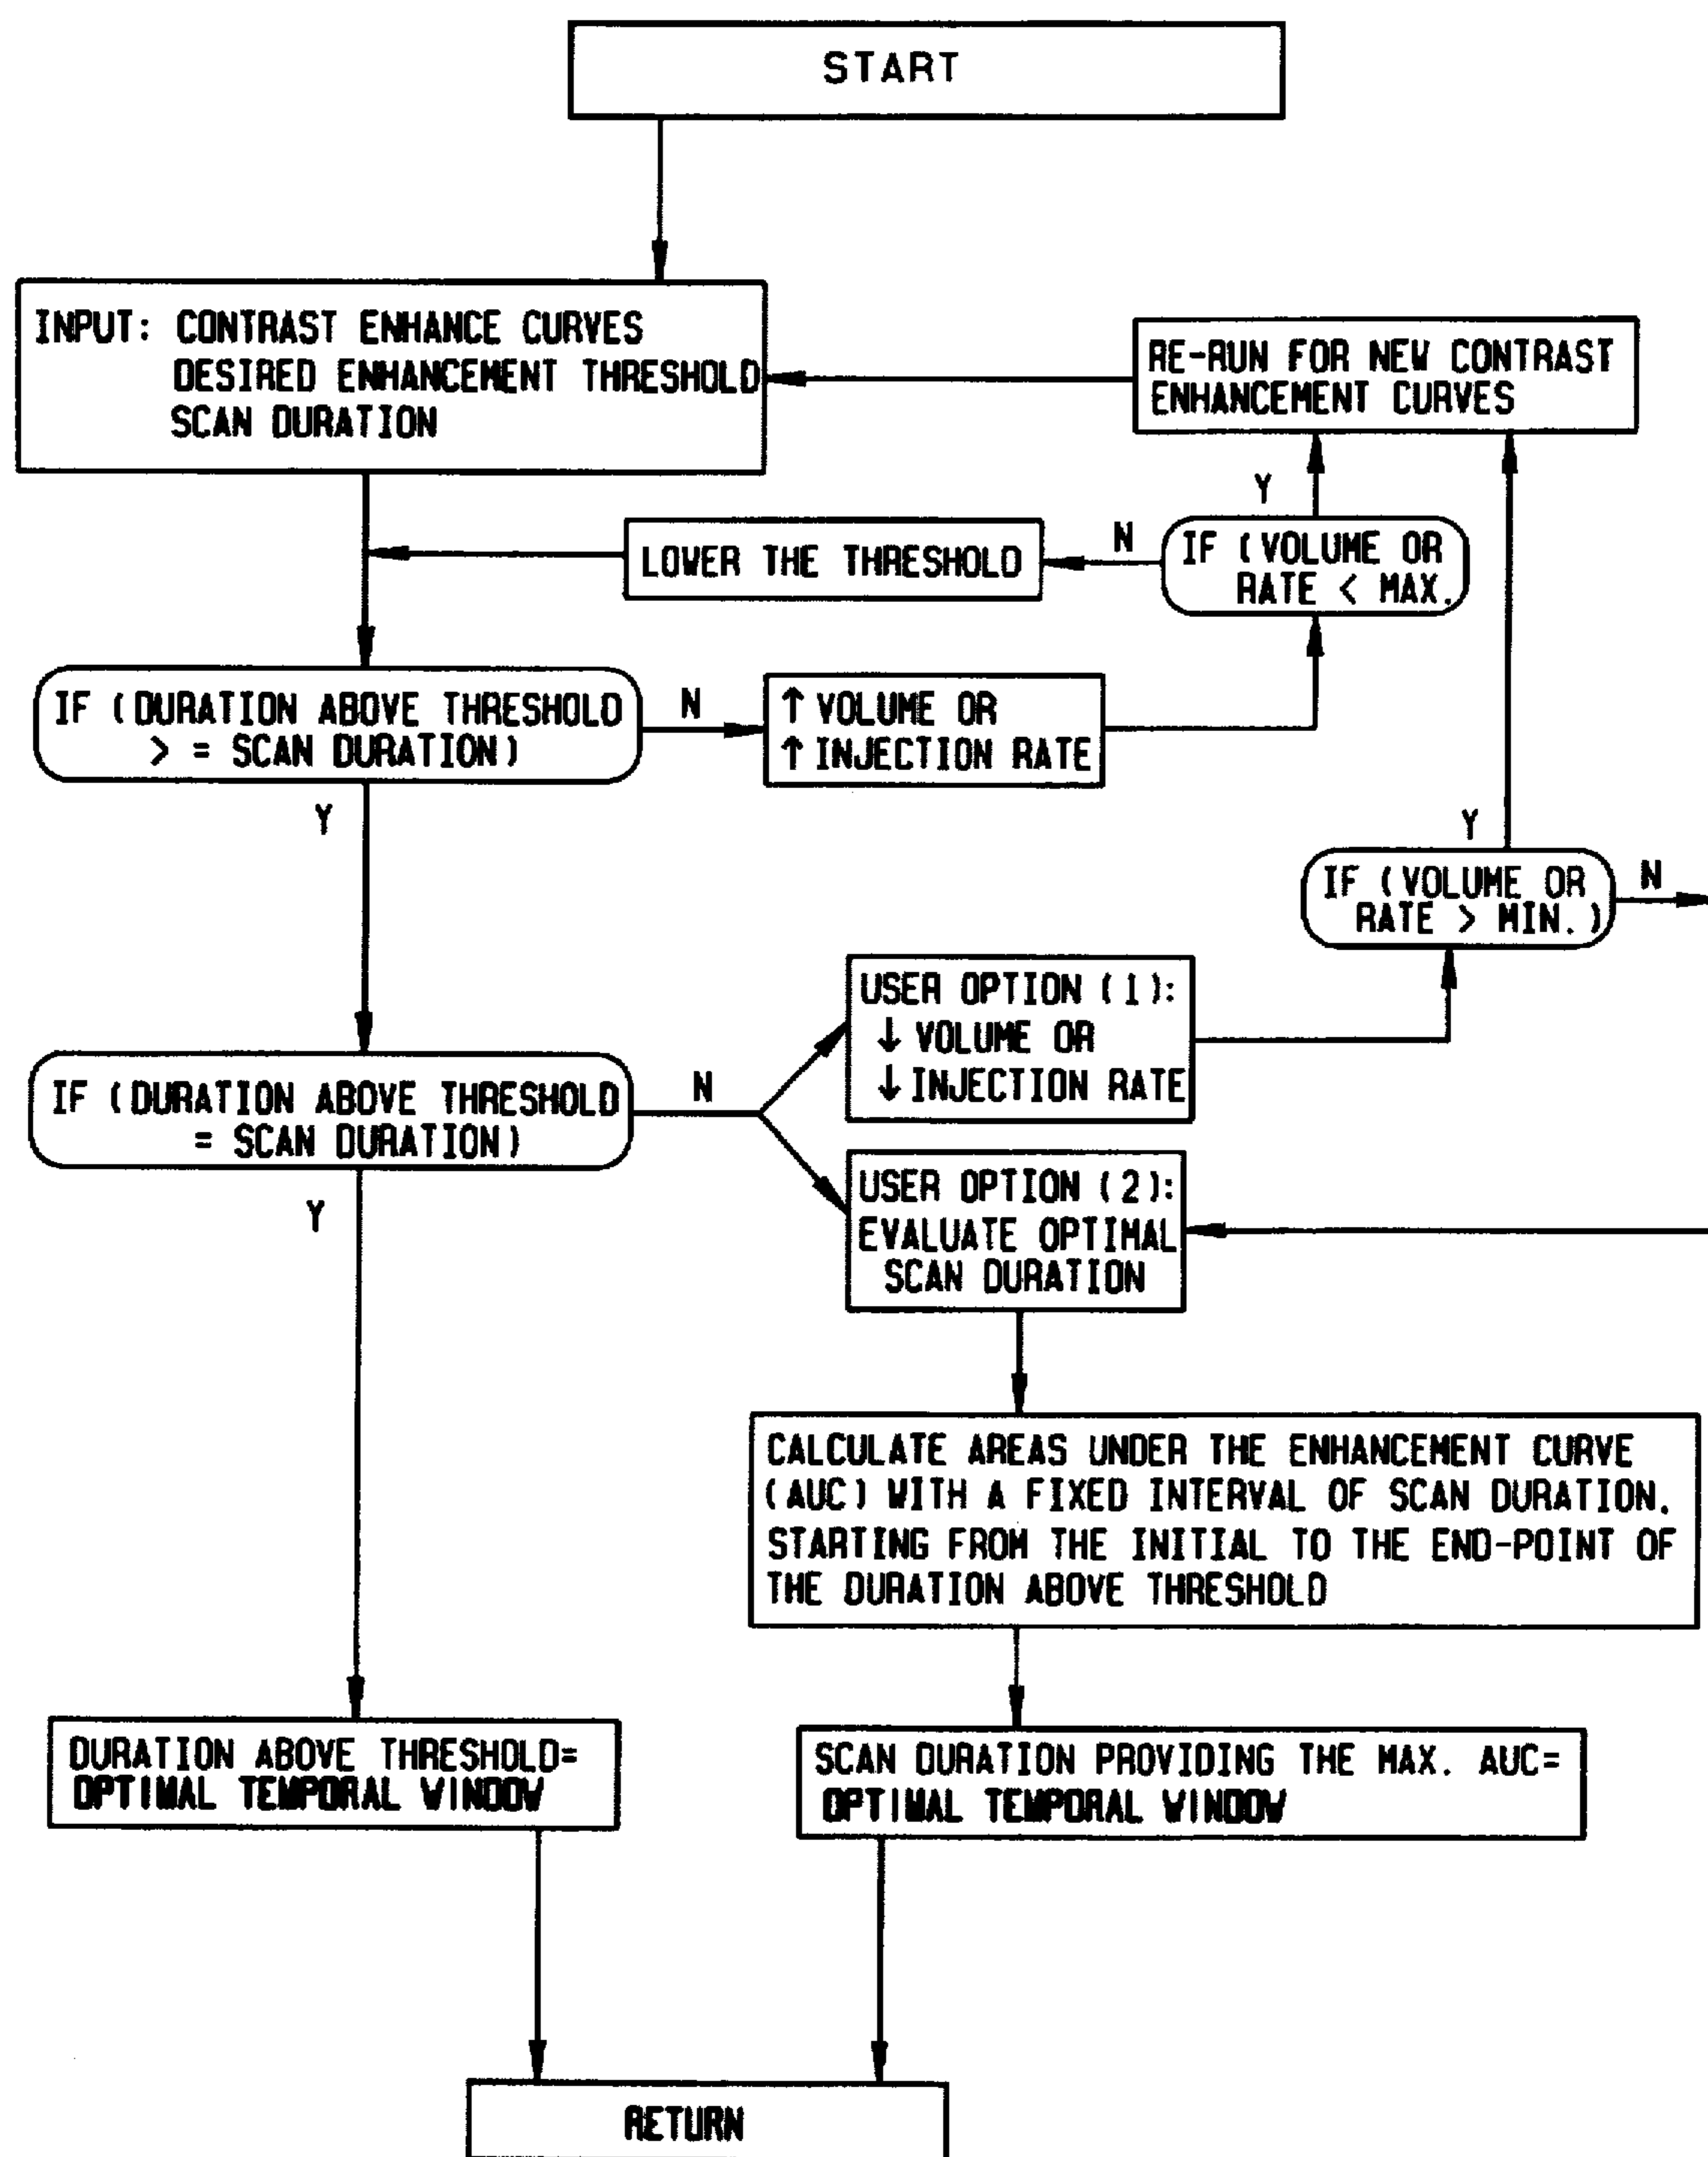 START
INPUT: CONTRAST ENHANCE CURVES
DESIRED ENHANCEMENT THRESHOLD
SCAN DURATION
RE-RUN FOR NEW CONTRAST
ENHANCEMENT CURVES
Y
LOWER THE THRESHOLD
N
IF (VOLUME OR
RATE < MAX.
IF (DURATION ABOVE THRESHOLD
> = SCAN DURATION)
N
↑ VOLUME OR
↑ INJECTION RATE
Y
Y
IF (VOLUME OR
RATE > MIN.)
N
USER OPTION (1):
↓ VOLUME OR
↓ INJECTION RATE
IF (DURATION ABOVE THRESHOLD
= SCAN DURATION)
N
USER OPTION (2):
EVALUATE OPTIMAL
SCAN DURATION
Y
CALCULATE AREAS UNDER THE ENHANCEMENT CURVE
(AUC) WITH A FIXED INTERVAL OF SCAN DURATION.
STARTING FROM THE INITIAL TO THE END-POINT OF
THE DURATION ABOVE THRESHOLD
DURATION ABOVE THRESHOLD=
OPTIMAL TEMPORAL WINDOW
SCAN DURATION PROVIDING THE MAX. AUC=
OPTIMAL TEMPORAL WINDOW
RETURN